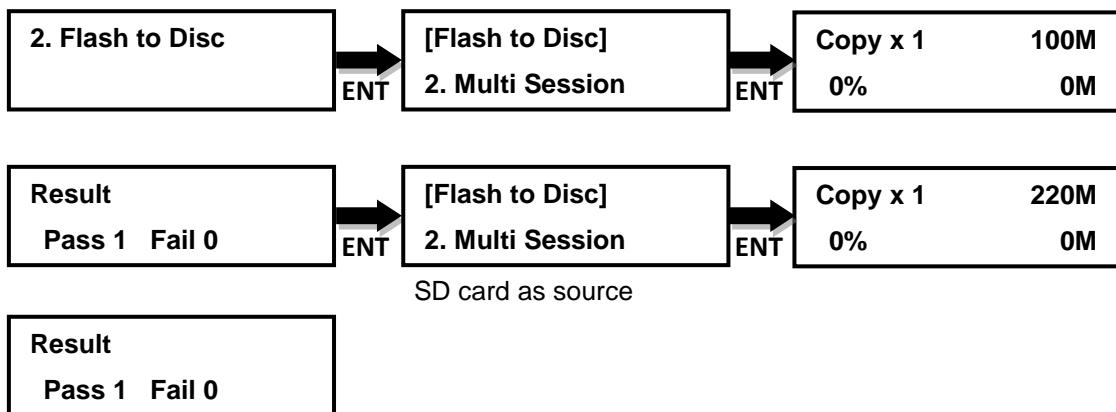 2. Flash to Disc
ENT
[Flash to Disc]
2. Multi Session
ENT
Copy x 1 100M
0% 0M
Result
Pass 1 Fail 0
ENT
[Flash to Disc]
2. Multi Session
ENT
Copy x 1 220M
0% 0M
SD card as source
Result
Pass 1 Fail 0